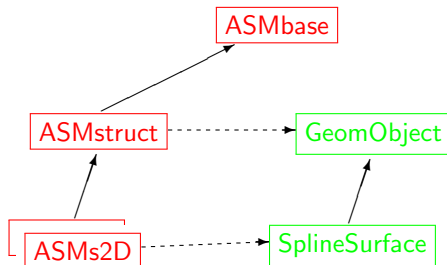 ASMbase
ASMstruct
GeomObject
ASMs2D
SplineSurface